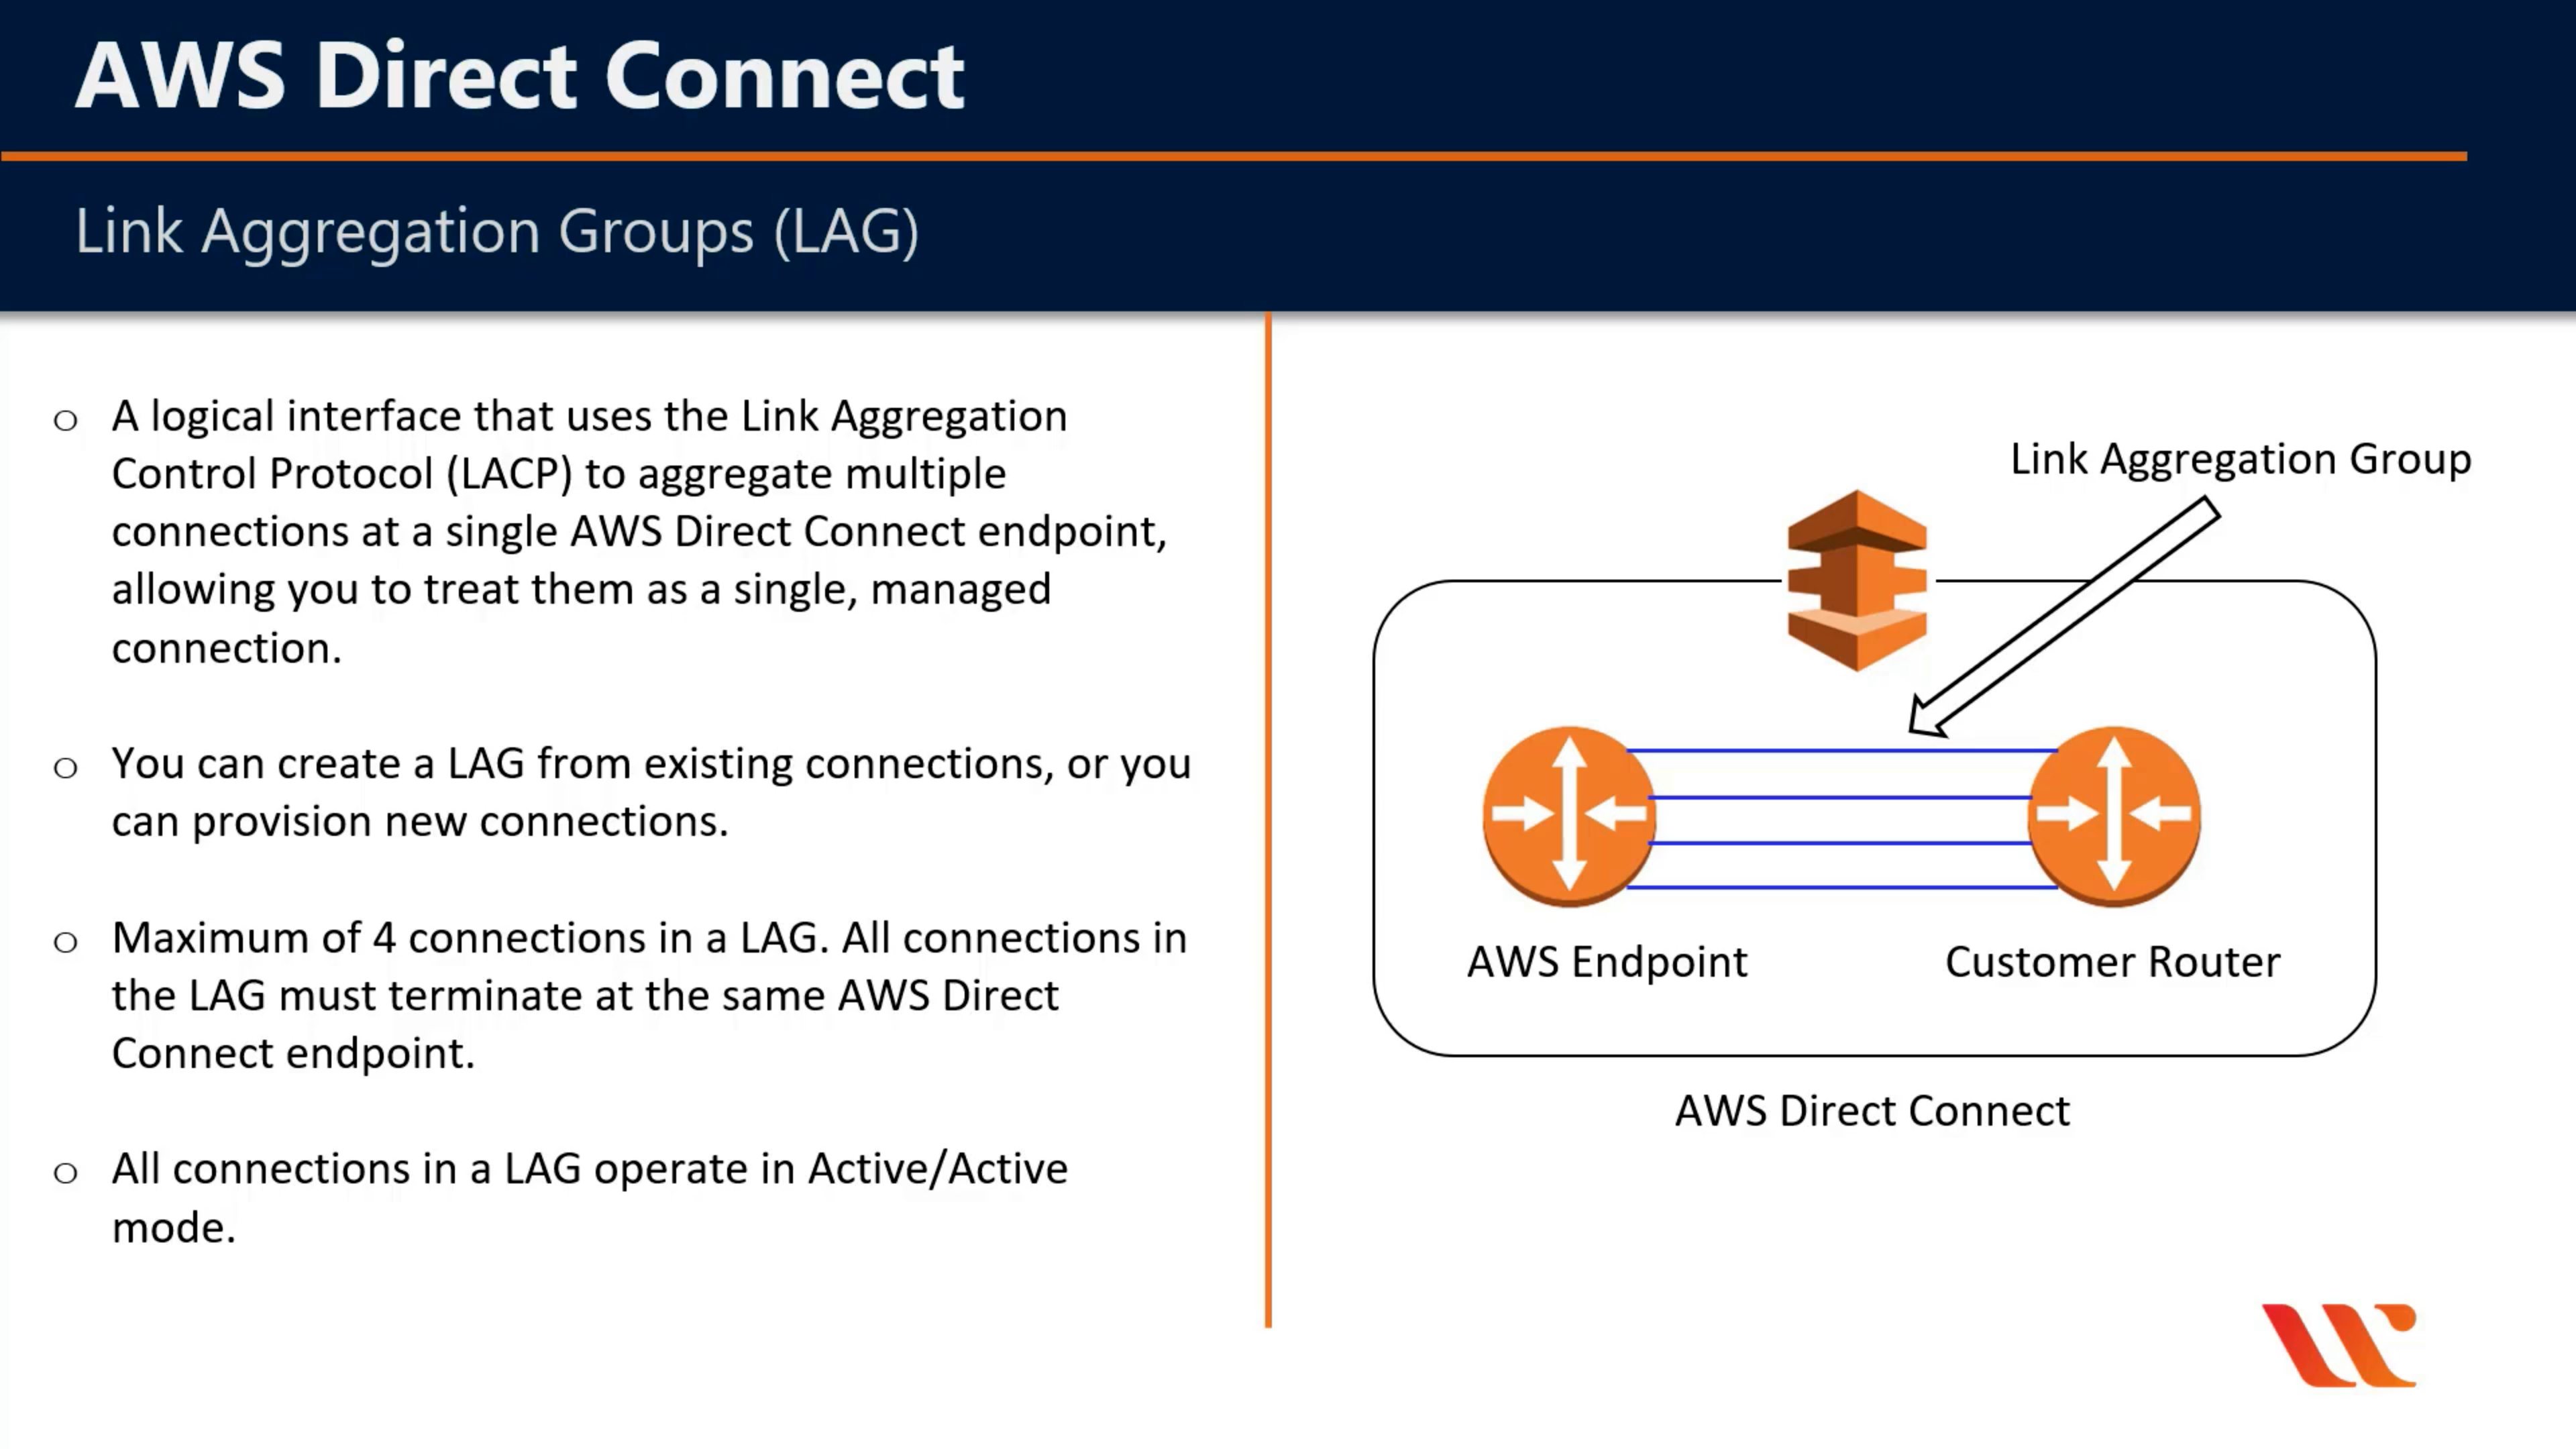 AWS Direct Connect
Link Aggregation Groups (LAG)
o A logical interface that uses the Link Aggregation
Control Protocol (LACP) to aggregate multiple
connections at a single AWS Direct Connect endpoint,
allowing you to treat them as a single, managed
connection.
o You can create a LAG from existing connections, or you
can provision new connections.
o Maximum of 4 connections in a LAG. All connections in
the LAG must terminate at the same AWS Direct
Connect endpoint.
o All connections in a LAG operate in Active/Active
mode.
Link Aggregation Group
AWS Endpoint
Customer Router
AWS Direct Connect